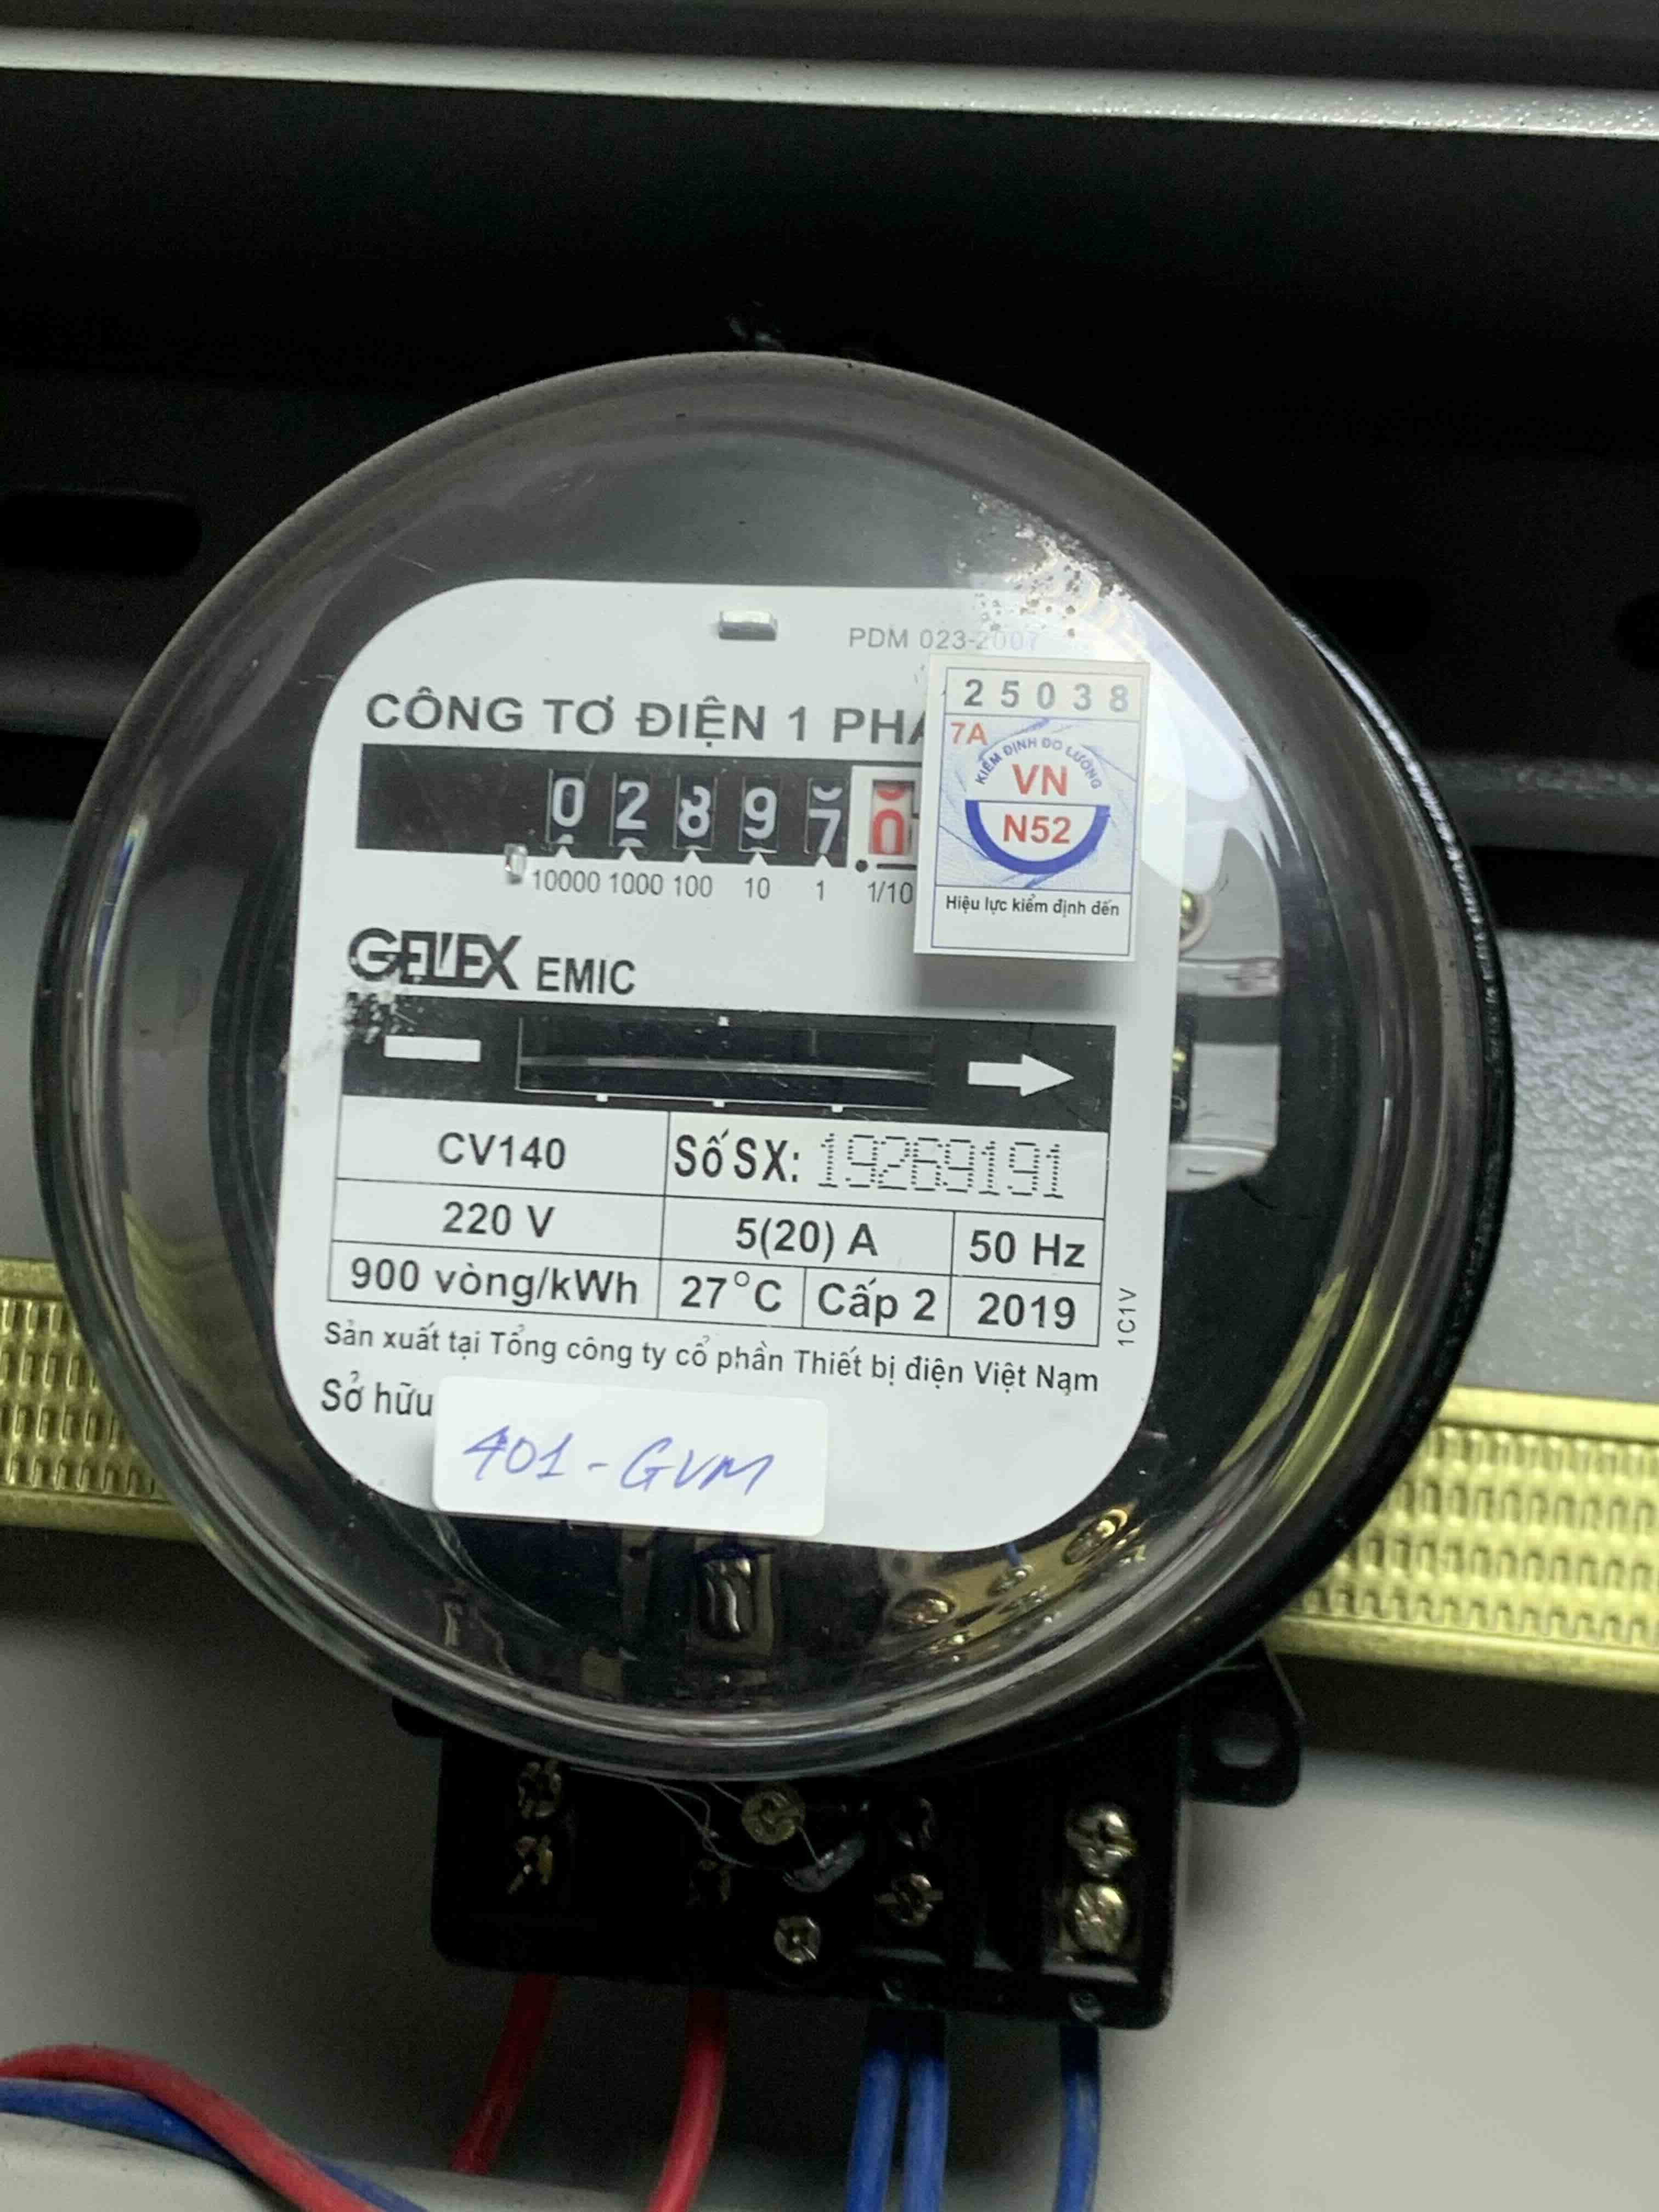 PDM 023-2007
25038
CÔNG TƠ ĐIỆN 1 PHA
7A
KIỂM ĐỊNH ĐO LƯỜNG
VN
N52
0 2 8 9 7 0
10000 1000 100 10 1 1/10
Hiệu lực kiểm định đến
GELEX EMIC
CV140 Số SX: 19269191
220 V 5(20) A 50 Hz
900 vòng/kWh 27°C Cấp 2 2019
1C1V
Sản xuất tại Tổng công ty cổ phần Thiết bị điện Việt Nam
Sở hữu
401 - GVM